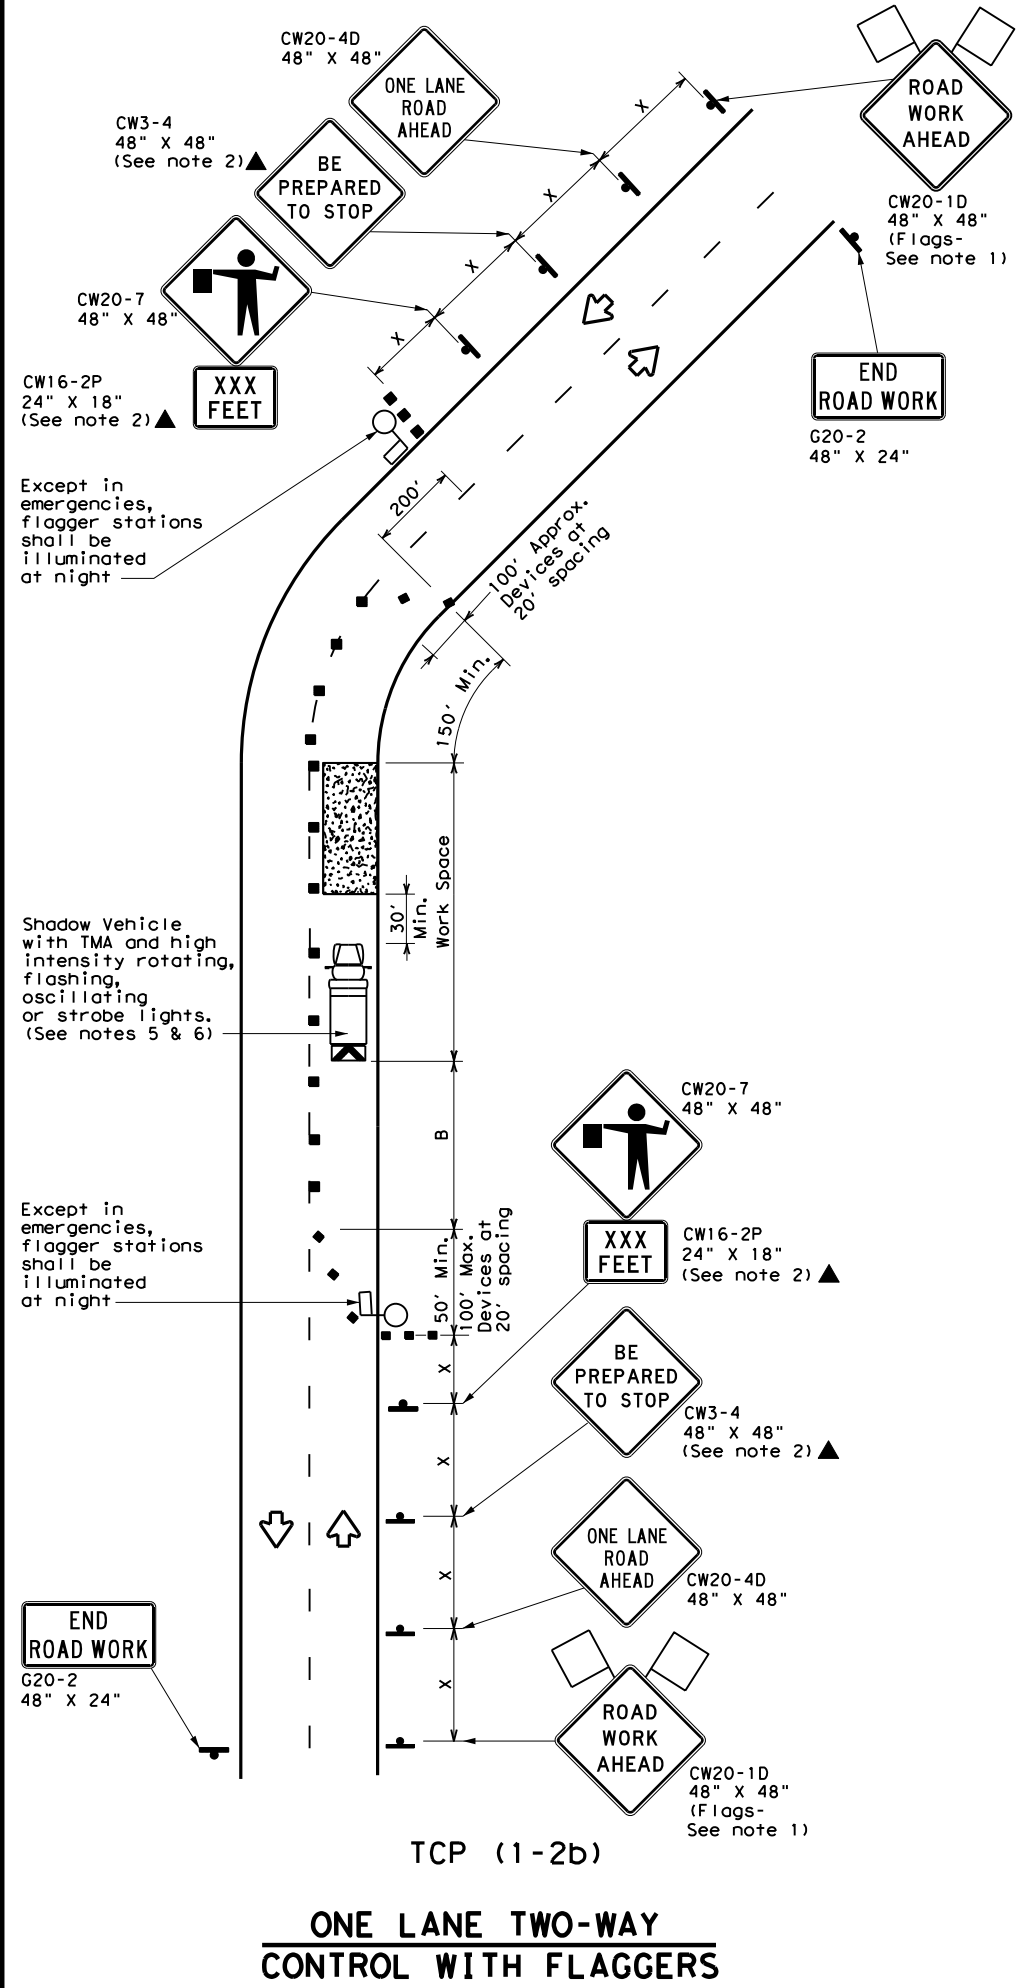 CW20-4D
48" X 48"
ONE LANE
ROAD
AHEAD
X
ROAD
WORK
AHEAD
CW20-1D
48" X 48"
(Flags-
See note 1)
CW3-4
48" X 48"
(See note 2)
BE
PREPARED
TO STOP
X
X
CW20-7
48" X 48"
X
CW16-2P
24" X 18"
(See note 2)
XXX
FEET
END
ROAD WORK
G20-2
48" X 24"
Except in
emergencies,
flagger stations
shall be
illuminated
at night
200'
100' Approx.
Devices at
20' spacing
150' Min.
Work Space
30'
Min.
Shadow Vehicle
with TMA and high
intensity rotating,
flashing,
oscillating
or strobe lights.
(See notes 5 & 6)
B
CW20-7
48" X 48"
Except in
emergencies,
flagger stations
shall be
illuminated
at night
50' Min.
100' Max.
Devices at
20' spacing
XXX
FEET
CW16-2P
24" X 18"
(See note 2)
X
BE
PREPARED
TO STOP
CW3-4
48" X 48"
(See note 2)
X
ONE LANE
ROAD
AHEAD
CW20-4D
48" X 48"
X
END
ROAD WORK
G20-2
48" X 24"
X
ROAD
WORK
AHEAD
CW20-1D
48" X 48"
(Flags-
See note 1)
TCP (1-2b)
ONE LANE TWO-WAY
CONTROL WITH FLAGGERS